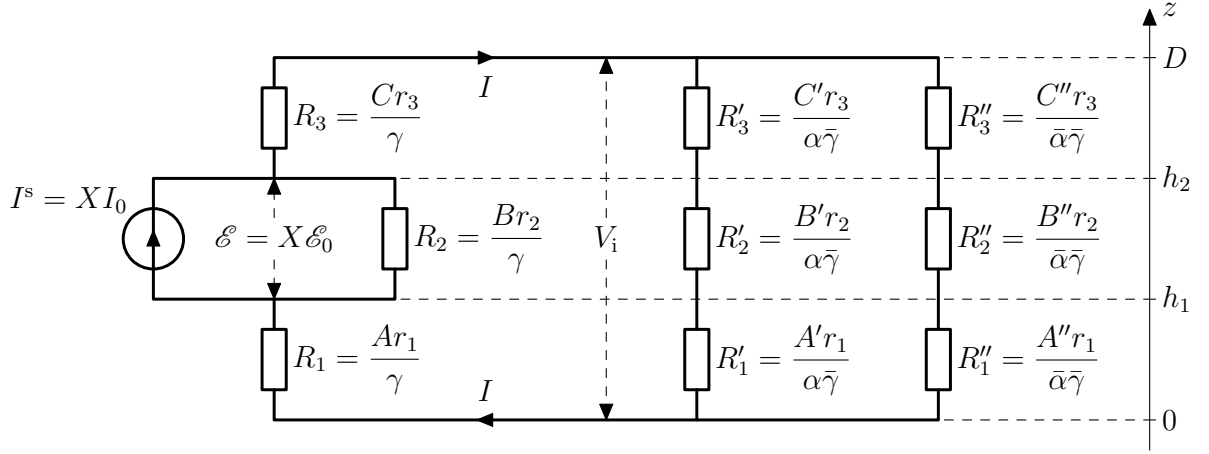 z
I
D
R₃ = Cr₃/γ
R′₃ = C′r₃/αγ̄
R″₃ = C″r₃/ᾱγ̄
h₂
Iˢ = XI₀
ℰ = Xℰ₀
R₂ = Br₂/γ
Vᵢ
R′₂ = B′r₂/αγ̄
R″₂ = B″r₂/ᾱγ̄
h₁
R₁ = Ar₁/γ
R′₁ = A′r₁/αγ̄
R″₁ = A″r₁/ᾱγ̄
I
0